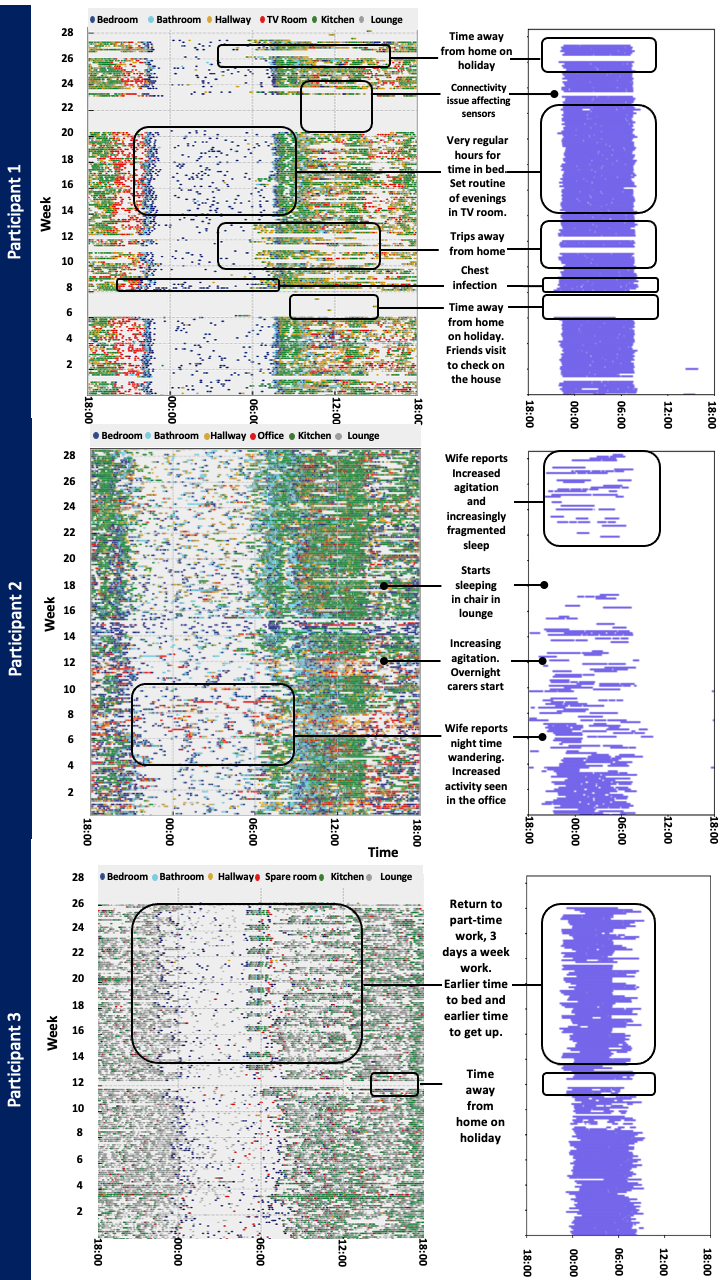 Participant 1
Bedroom Bathroom Hallway TV Room Kitchen Lounge
Week
28
26
24
22
20
18
16
14
12
10
8
6
4
2
18:00 00:00 06:00 12:00 18:00
Time away
from home on
holiday
Connectivity
issue affecting
sensors
Very regular
hours for
time in bed.
Set routine
of evenings
in TV room.
Trips away
from home
Chest
infection
Time away
from home
on holiday.
Friends visit
to check on
the house
18:00 00:00 06:00 12:00 18:00
Participant 2
Bedroom Bathroom Hallway Office Kitchen Lounge
Week
28
26
24
22
20
18
16
14
12
10
8
6
4
2
18:00 00:00 06:00 12:00 18:00
Time
Wife reports
Increased
agitation
and
increasingly
fragmented
sleep
Starts
sleeping
in chair in
lounge
Increasing
agitation.
Overnight
carers start
Wife reports
night time
wandering.
Increased
activity seen
in the office
18:00 00:00 06:00 12:00 18:00
Participant 3
Bedroom Bathroom Hallway Spare room Kitchen Lounge
Week
28
26
24
22
20
18
16
14
12
10
8
6
4
2
18:00 00:00 06:00 12:00 18:00
Return to
part-time
work, 3
days a week
work.
Earlier time
to bed and
earlier time
to get up.
Time
away
from
home on
holiday
18:00 00:00 06:00 12:00 18:00